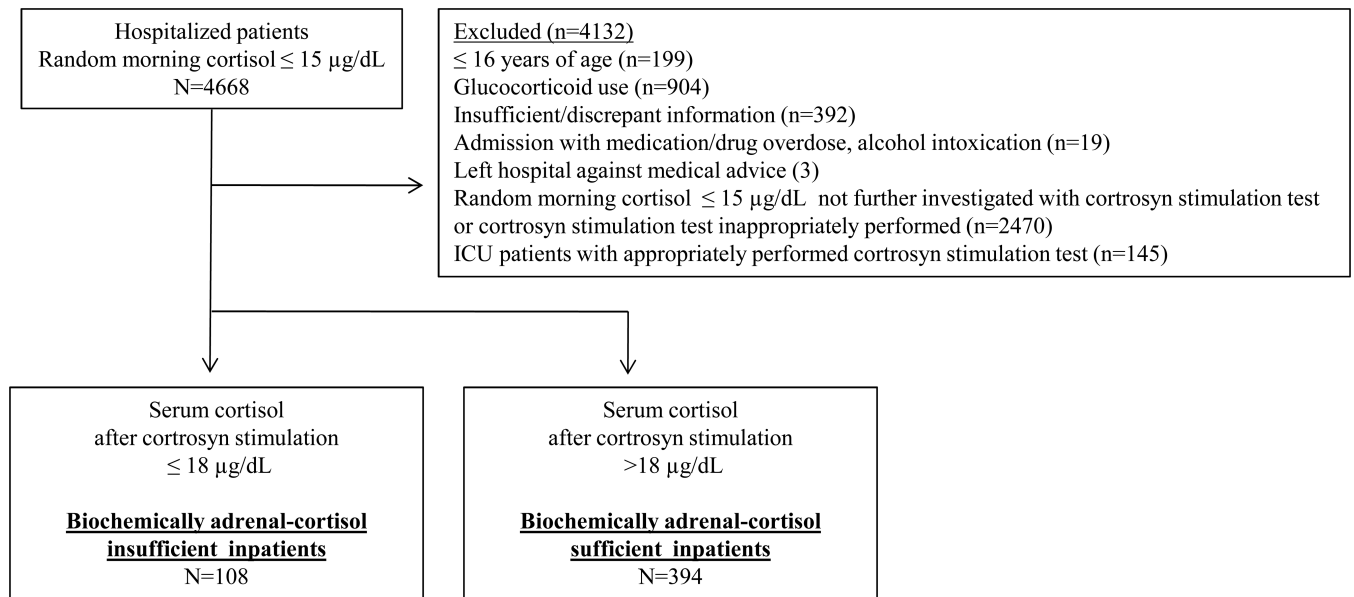 Hospitalized patients
Random morning cortisol ≤ 15 µg/dL
N=4668
Excluded (n=4132)
≤ 16 years of age (n=199)
Glucocorticoid use (n=904)
Insufficient/discrepant information (n=392)
Admission with medication/drug overdose, alcohol intoxication (n=19)
Left hospital against medical advice (3)
Random morning cortisol ≤ 15 µg/dL not further investigated with cortrosyn stimulation test
or cortrosyn stimulation test inappropriately performed (n=2470)
ICU patients with appropriately performed cortrosyn stimulation test (n=145)
Serum cortisol
after cortrosyn stimulation
≤ 18 µg/dL
Biochemically adrenal-cortisol
insufficient inpatients
N=108
Serum cortisol
after cortrosyn stimulation
>18 µg/dL
Biochemically adrenal-cortisol
sufficient inpatients
N=394